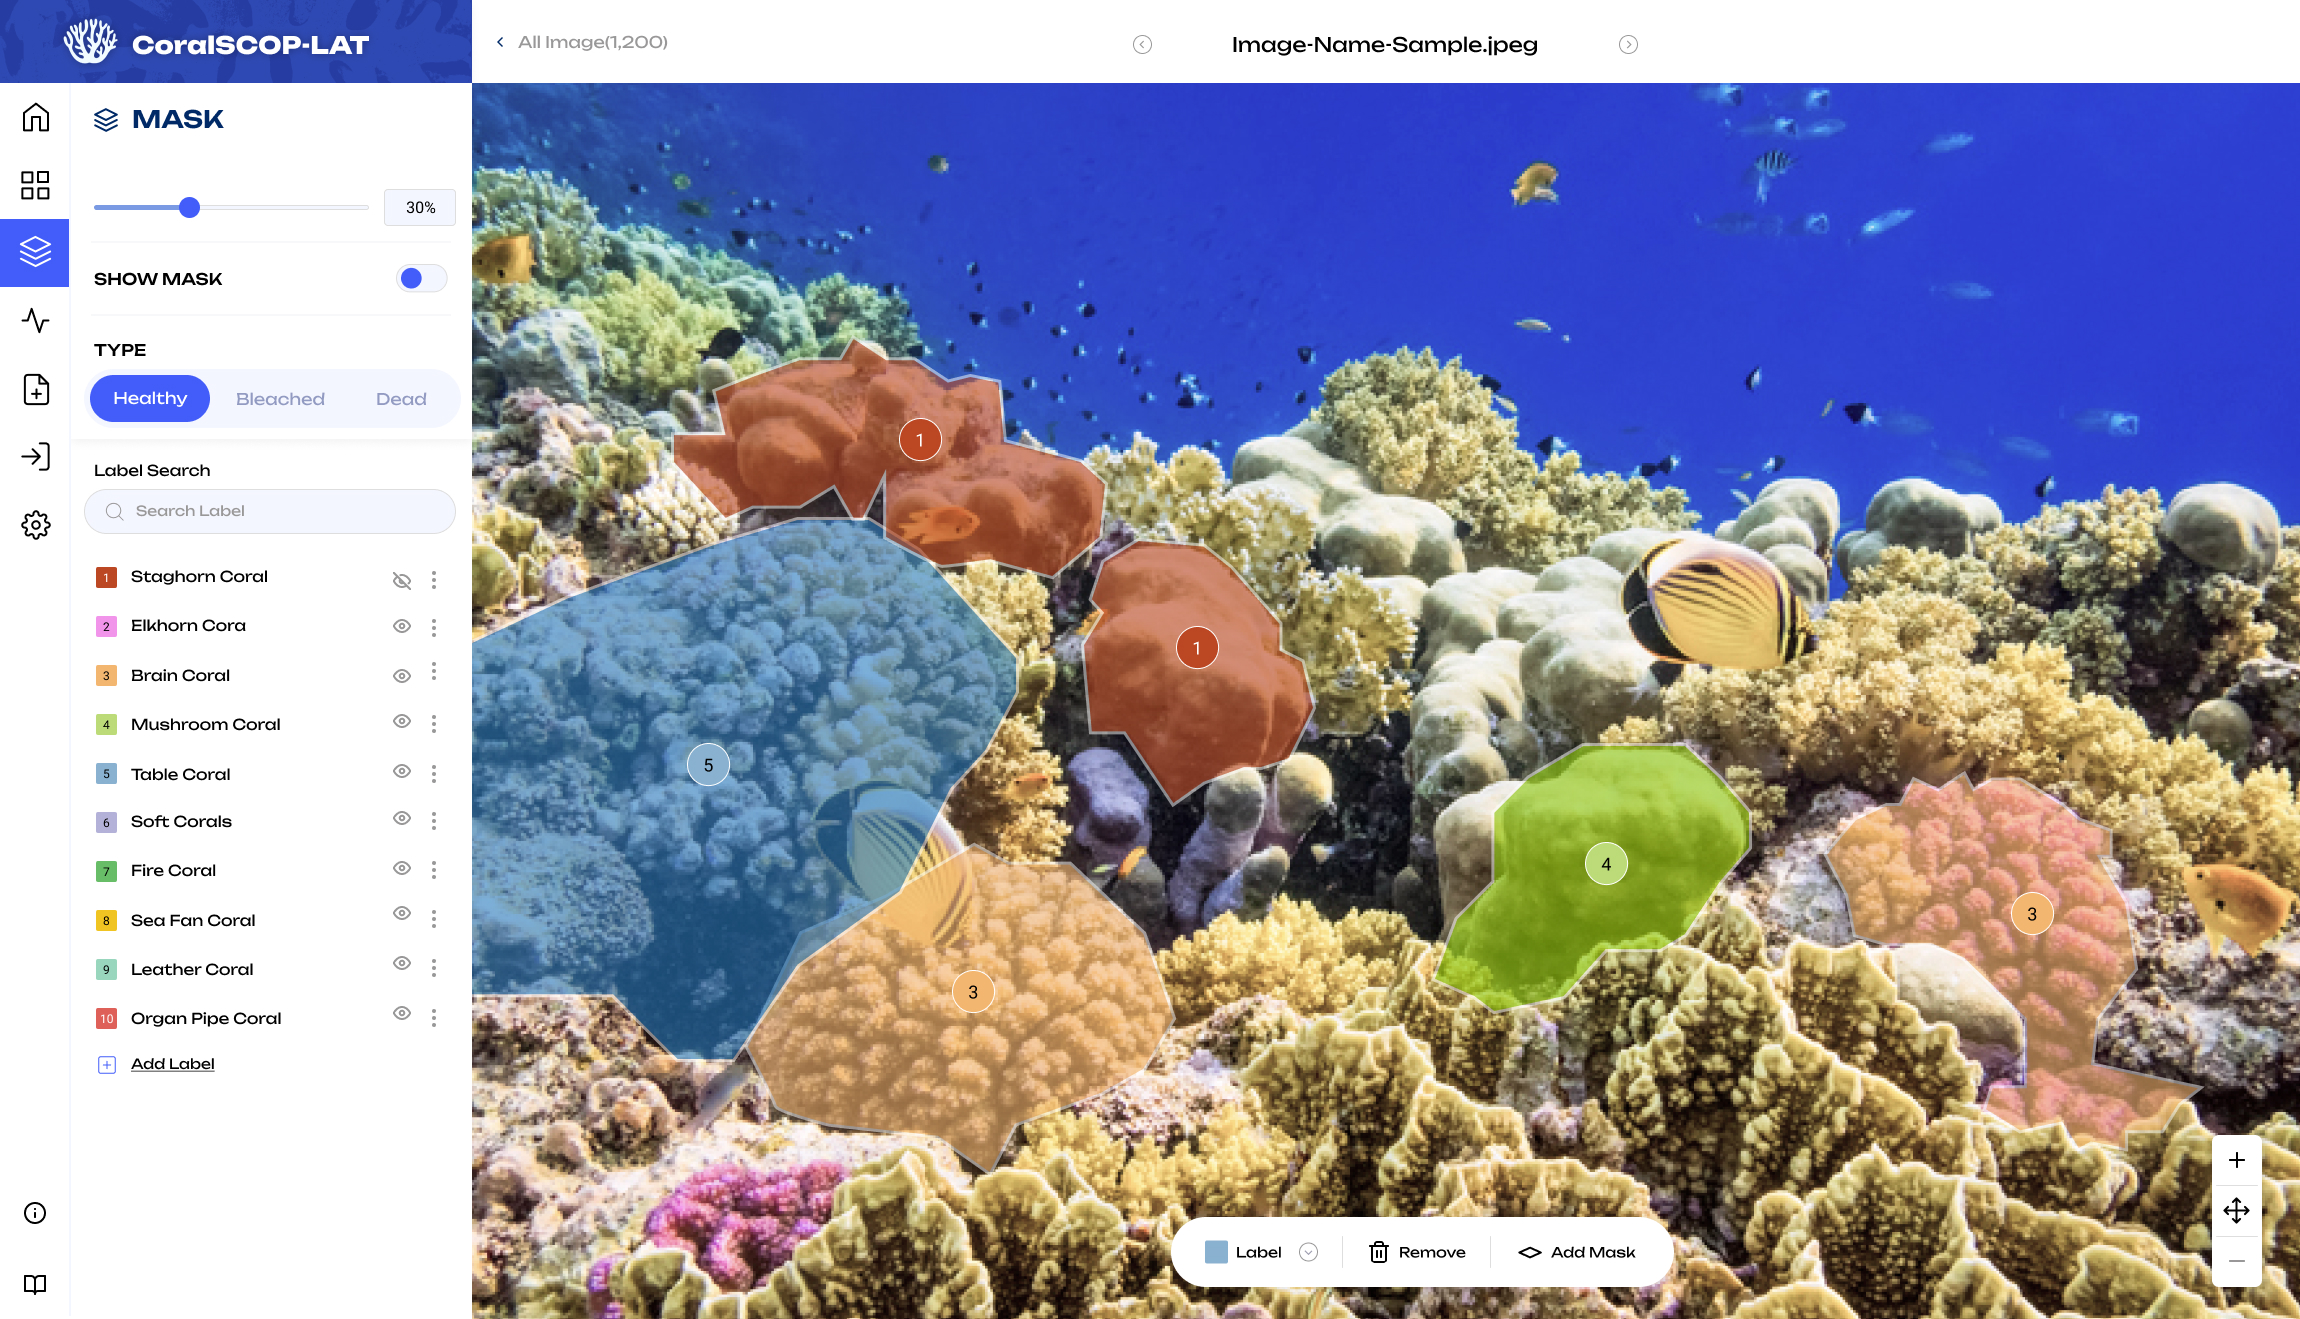 CoralSCOP-LAT
All Image(1,200)
Image-Name-Sample.jpeg
MASK
30%
SHOW MASK
TYPE
Healthy Bleached Dead
Label Search
Search Label
1 Staghorn Coral
2 Elkhorn Cora
3 Brain Coral
4 Mushroom Coral
5 Table Coral
6 Soft Corals
7 Fire Coral
8 Sea Fan Coral
9 Leather Coral
10 Organ Pipe Coral
Add Label
1
1
5
4
3
3
Label Remove Add Mask